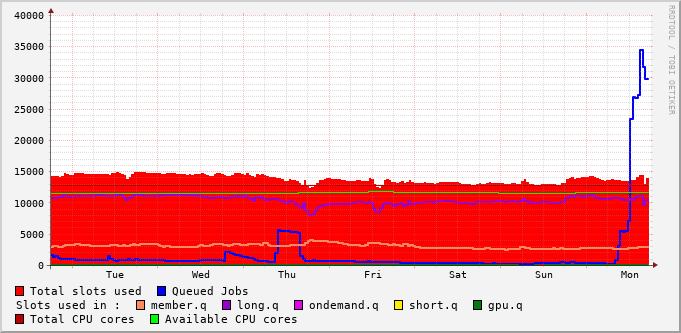 40000
35000
30000
25000
20000
15000
10000
5000
0
Tue Wed Thu Fri Sat Sun Mon
RRDTOOL / TOBI OETIKER
Total slots used Queued Jobs
Slots used in : member.q long.q ondemand.q short.q gpu.q
Total CPU cores Available CPU cores